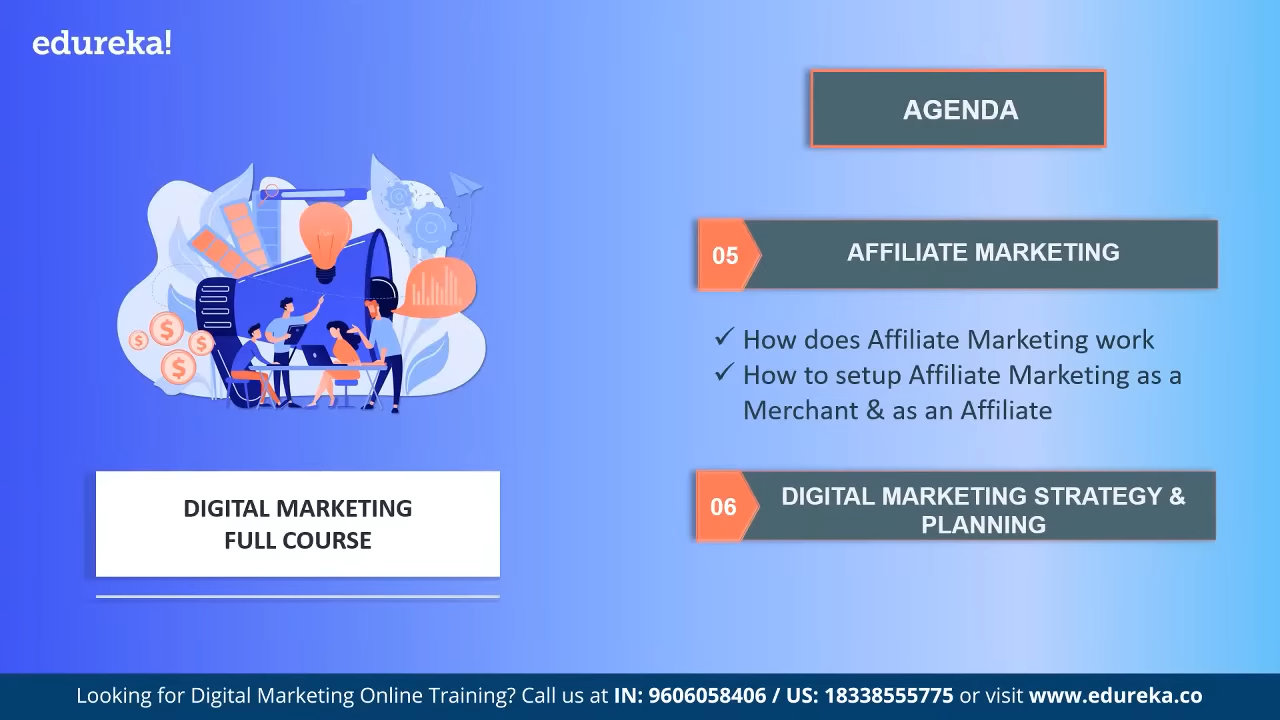 edureka!
AGENDA
05
AFFILIATE MARKETING
✓ How does Affiliate Marketing work
✓ How to setup Affiliate Marketing as a
Merchant & as an Affiliate
06
DIGITAL MARKETING STRATEGY &
PLANNING
DIGITAL MARKETING
FULL COURSE
Looking for Digital Marketing Online Training? Call us at IN: 9606058406 / US: 18338555775 or visit www.edureka.co